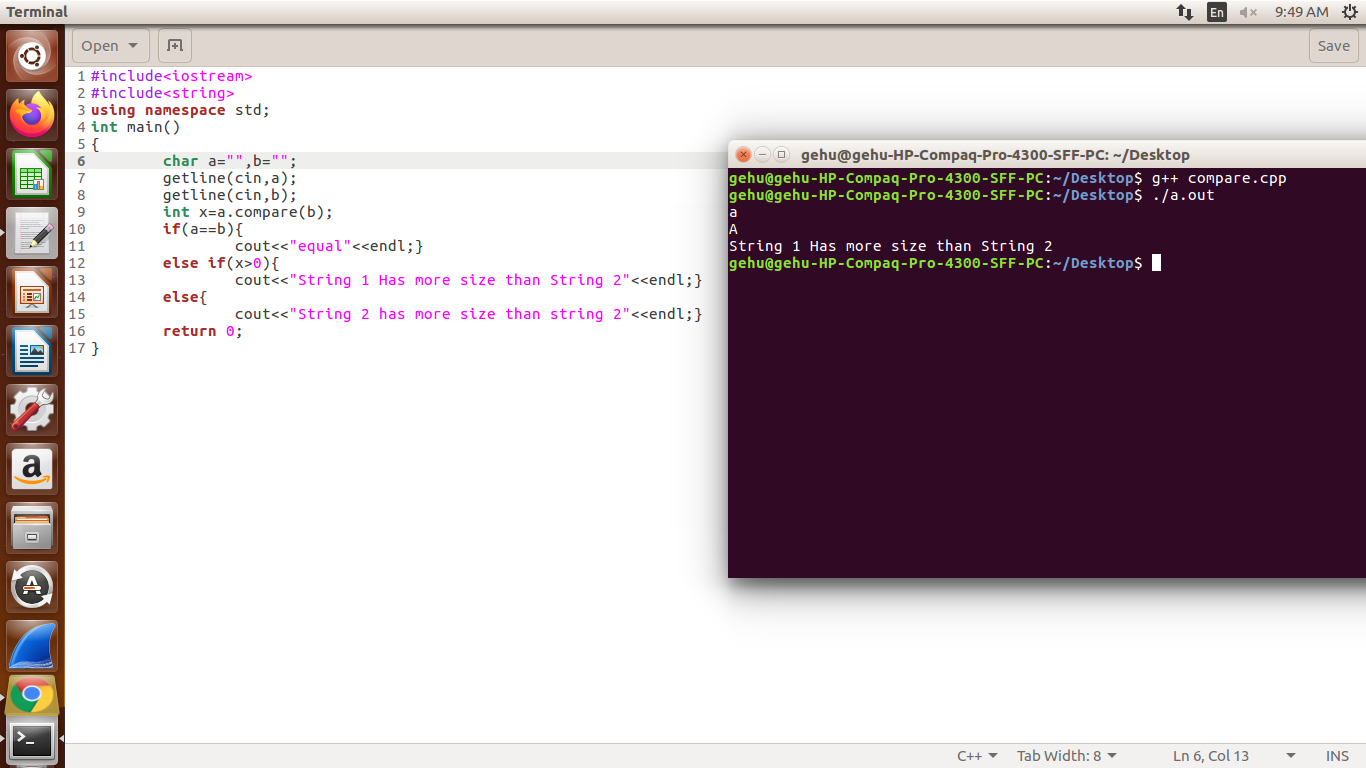 Terminal
En
9:49 AM
Open
Save
1 #include<iostream>
2 #include<string>
3 using namespace std;
4 int main()
5 {
6 char a="",b="";
7 getline(cin,a);
8 getline(cin,b);
9 int x=a.compare(b);
10 if(a==b){
11 cout<<"equal"<<endl;}
12 else if(x>0){
13 cout<<"String 1 Has more size than String 2"<<endl;}
14 else{
15 cout<<"String 2 has more size than string 2"<<endl;}
16 return 0;
17 }
gehu@gehu-HP-Compaq-Pro-4300-SFF-PC: ~/Desktop
gehu@gehu-HP-Compaq-Pro-4300-SFF-PC:~/Desktop$ g++ compare.cpp
gehu@gehu-HP-Compaq-Pro-4300-SFF-PC:~/Desktop$ ./a.out
a
A
String 1 Has more size than String 2
gehu@gehu-HP-Compaq-Pro-4300-SFF-PC:~/Desktop$
a
A
>_
C++
Tab Width: 8
Ln 6, Col 13
INS